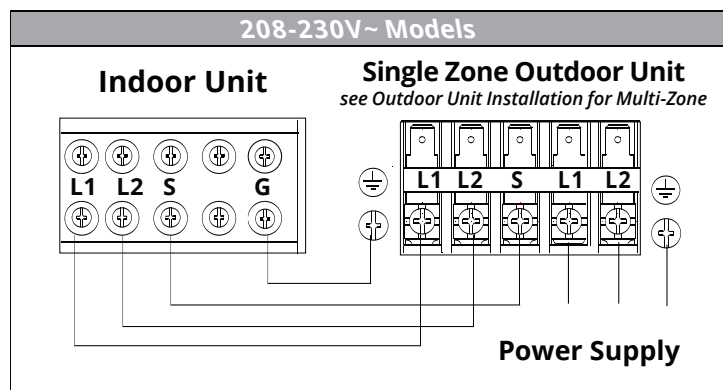 208-230V~ Models
Indoor Unit
Single Zone Outdoor Unit
see Outdoor Unit Installation for Multi-Zone
L1 L2 S G
L1 L2 S L1 L2
Power Supply